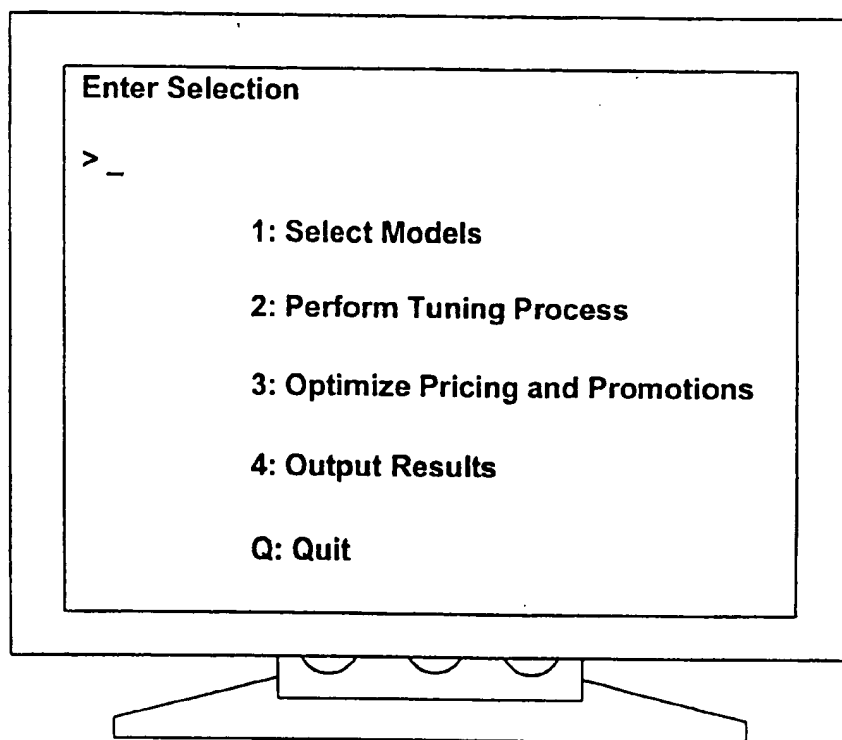 Enter Selection
>_
1: Select Models
2: Perform Tuning Process
3: Optimize Pricing and Promotions
4: Output Results
Q: Quit